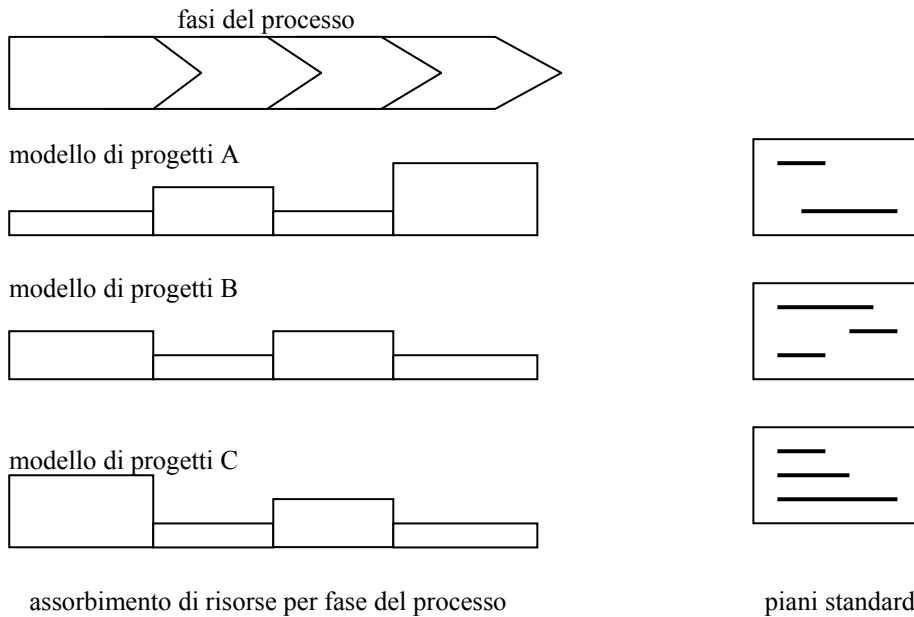 fasi del processo
modello di progetti A
modello di progetti B
modello di progetti C
assorbimento di risorse per fase del processo
piani standard